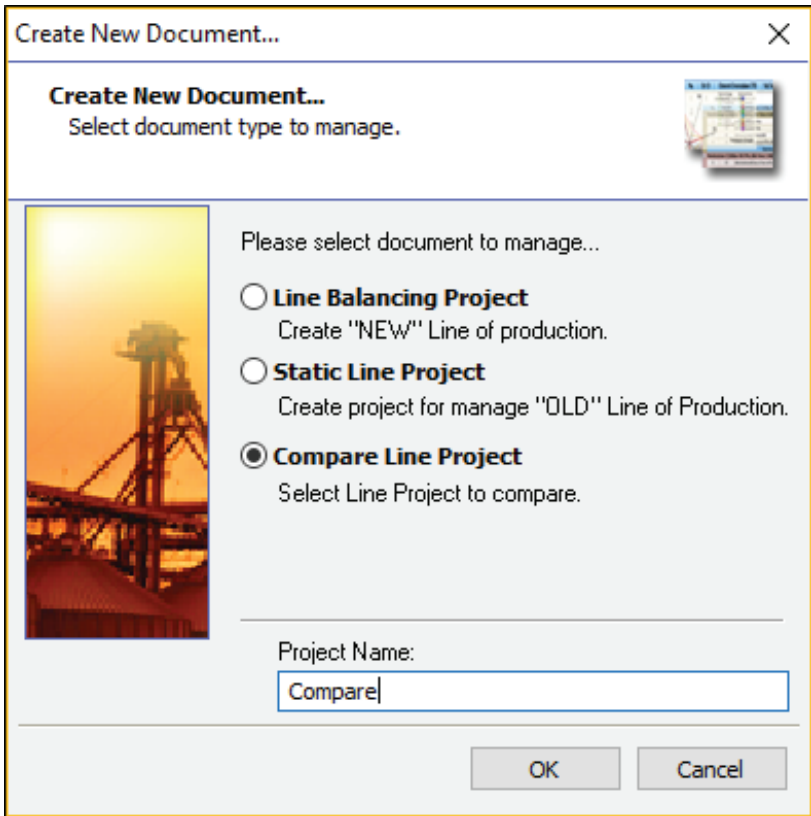 Create New Document...
Create New Document...
Select document type to manage.
Please select document to manage...
Line Balancing Project
Create "NEW" Line of production.
Static Line Project
Create project for manage "OLD" Line of Production.
Compare Line Project
Select Line Project to compare.
Project Name:
Compare
OK
Cancel